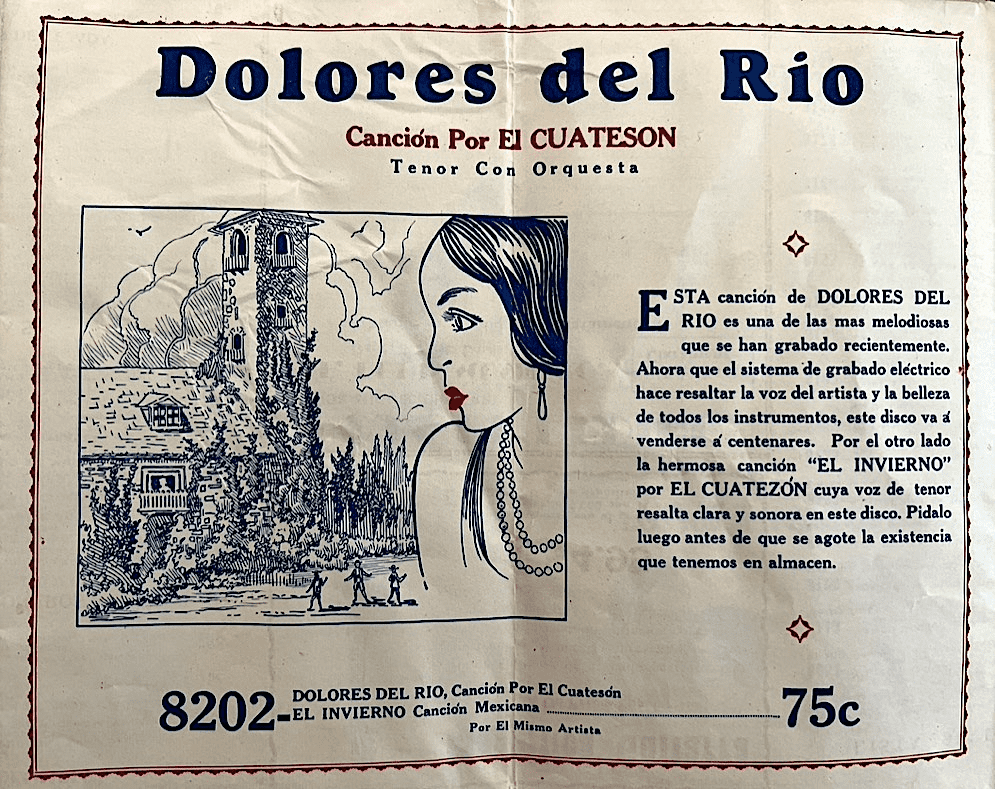 Dolores del Rio
Canción Por El CUATESON
Tenor Con Orquesta
ESTA canción de DOLORES DEL
RIO es una de las mas melodiosas
que se han grabado recientemente.
Ahora que el sistema de grabado eléctrico
hace resaltar la voz del artista y la belleza
de todos los instrumentos, este disco va á
venderse á centenares. Por el otro lado
la hermosa canción "EL INVIERNO"
por EL CUATEZÓN cuya voz de tenor
resalta clara y sonora en este disco. Pidalo
luego antes de que se agote la existencia
que tenemos en almacen.
8202-DOLORES DEL RIO, Canción Por El Cuatesón
EL INVIERNO Canción Mexicana 75c
Por El Mismo Artista